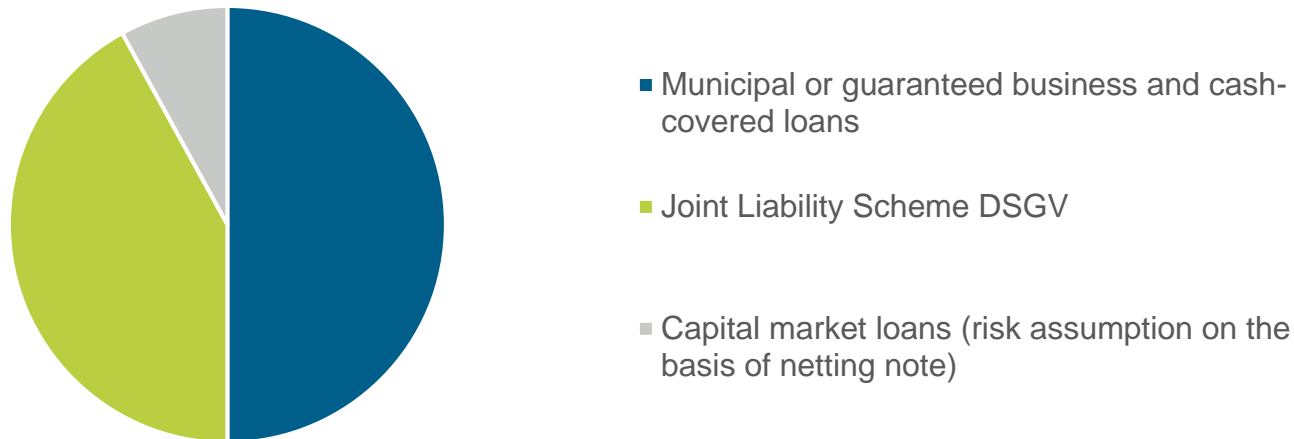 Municipal or guaranteed business and cash-
covered loans
Joint Liability Scheme DSGV
Capital market loans (risk assumption on the
basis of netting note)